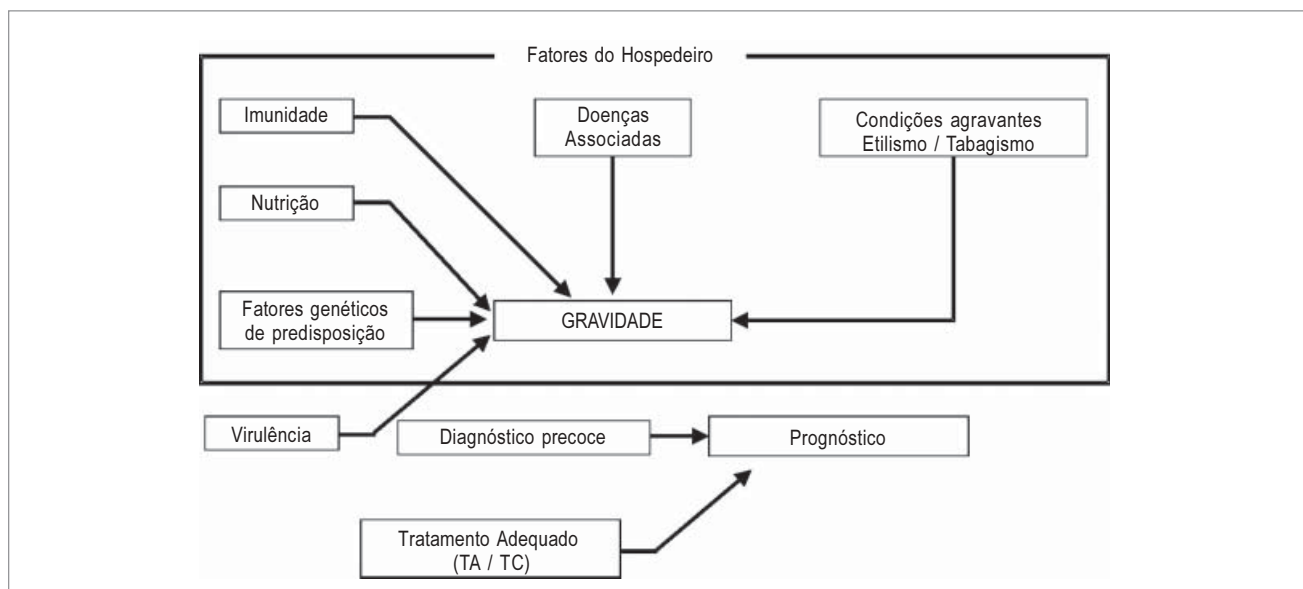 Fatores do Hospedeiro
Imunidade
Doenças
Associadas
Condições agravantes
Etilismo / Tabagismo
Nutrição
Fatores genéticos
de predisposição
GRAVIDADE
Virulência
Diagnóstico precoce
Prognóstico
Tratamento Adequado
(TA / TC)